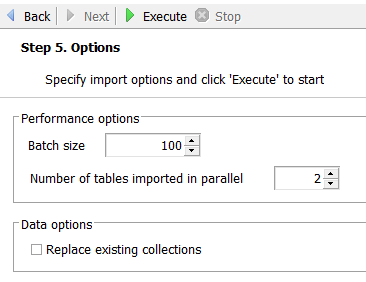 Back Next Execute Stop
Step 5. Options
Specify import options and click 'Execute' to start
Performance options
Batch size 100
Number of tables imported in parallel 2
Data options
Replace existing collections